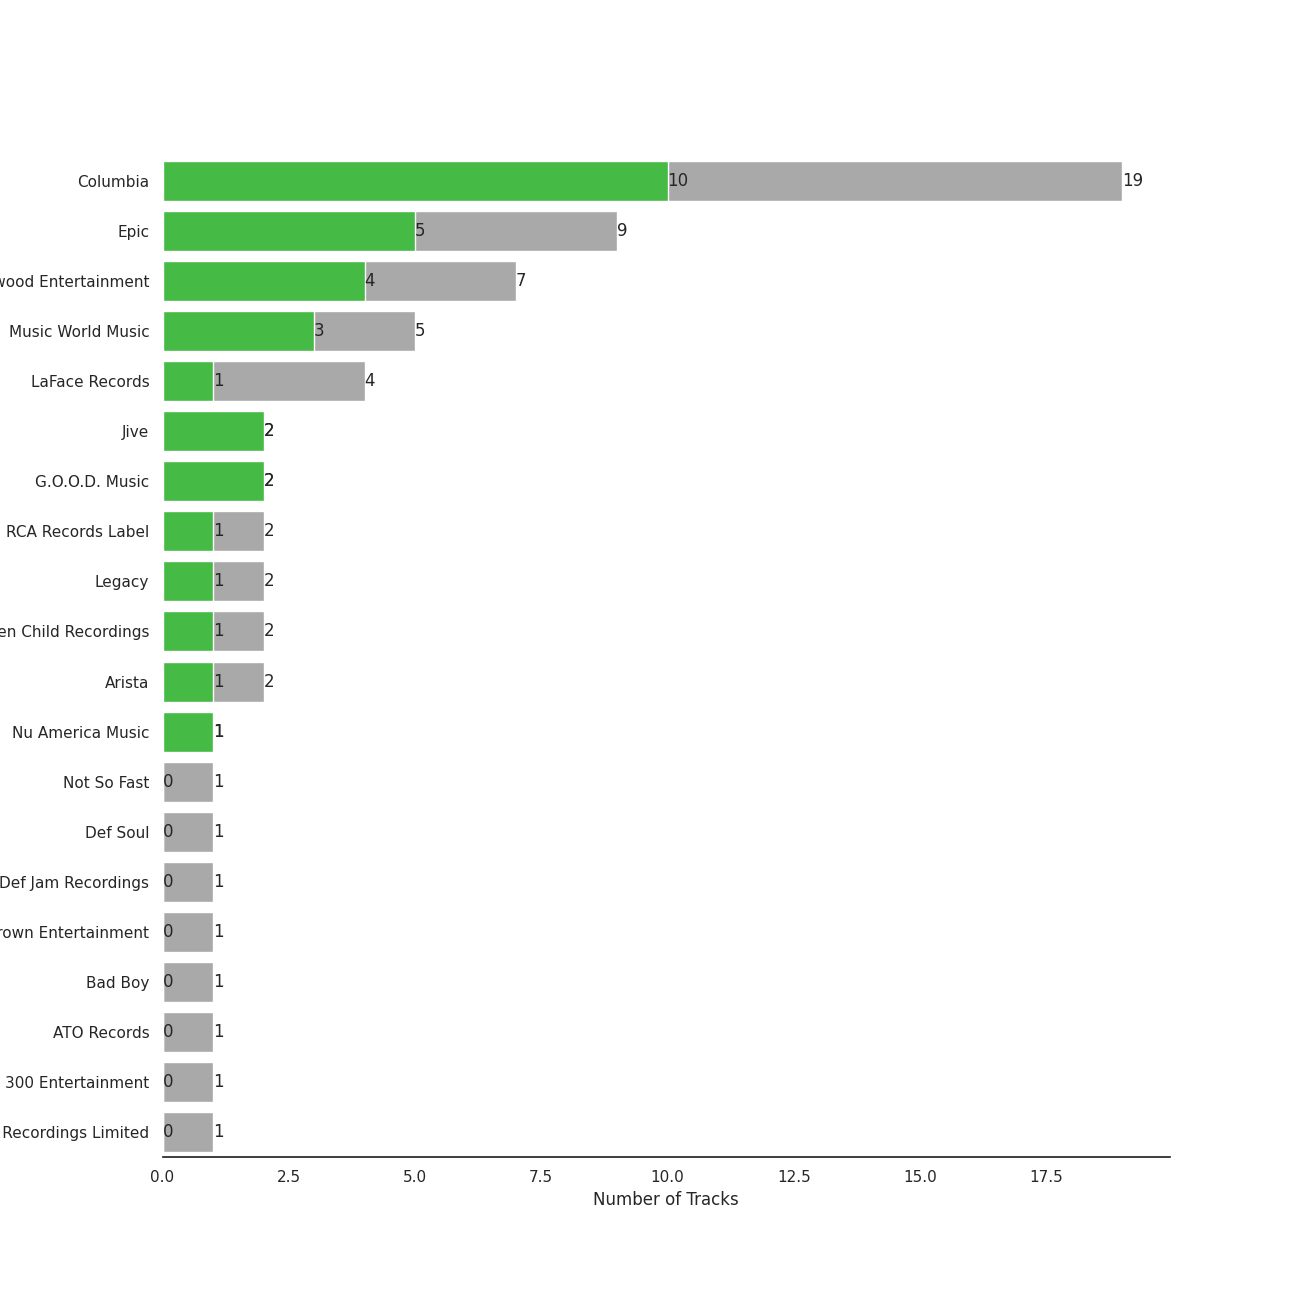 Columbia 10 19
Epic 5 9
wood Entertainment 4 7
Music World Music 3 5
LaFace Records 1 4
Jive 2
G.O.O.D. Music 2
RCA Records Label 1 2
Legacy 1 2
en Child Recordings 1 2
Arista 1 2
Nu America Music 1
Not So Fast 0 1
Def Soul 0 1
Def Jam Recordings 0 1
rown Entertainment 0 1
Bad Boy 0 1
ATO Records 0 1
300 Entertainment 0 1
Recordings Limited 0 1
0.0 2.5 5.0 7.5 10.0 12.5 15.0 17.5
Number of Tracks